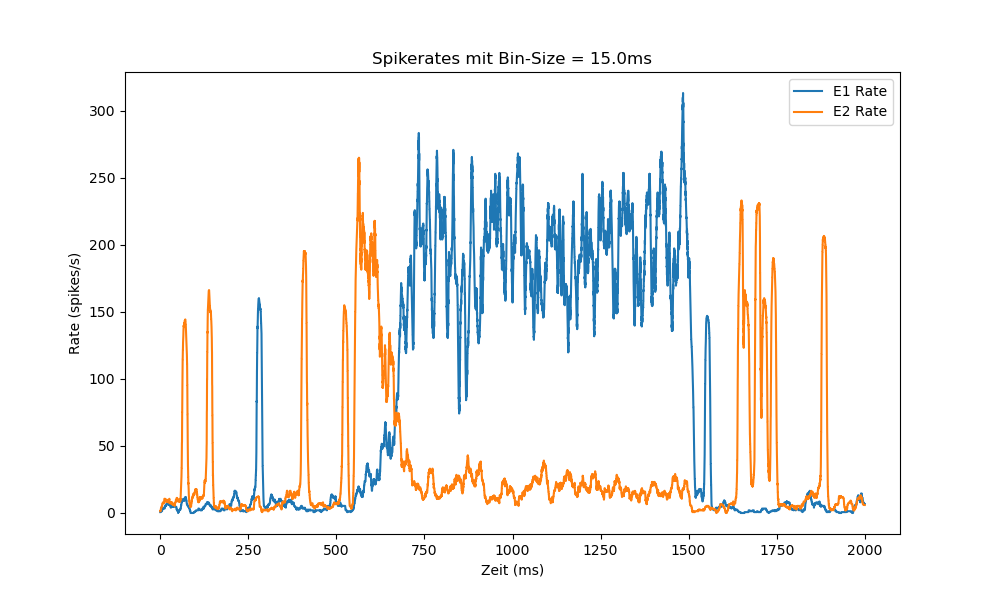 Spikerates mit Bin-Size = 15.0ms
E1 Rate
E2 Rate
Rate (spikes/s)
300
250
200
150
100
50
0
0 250 500 750 1000 1250 1500 1750 2000
Zeit (ms)